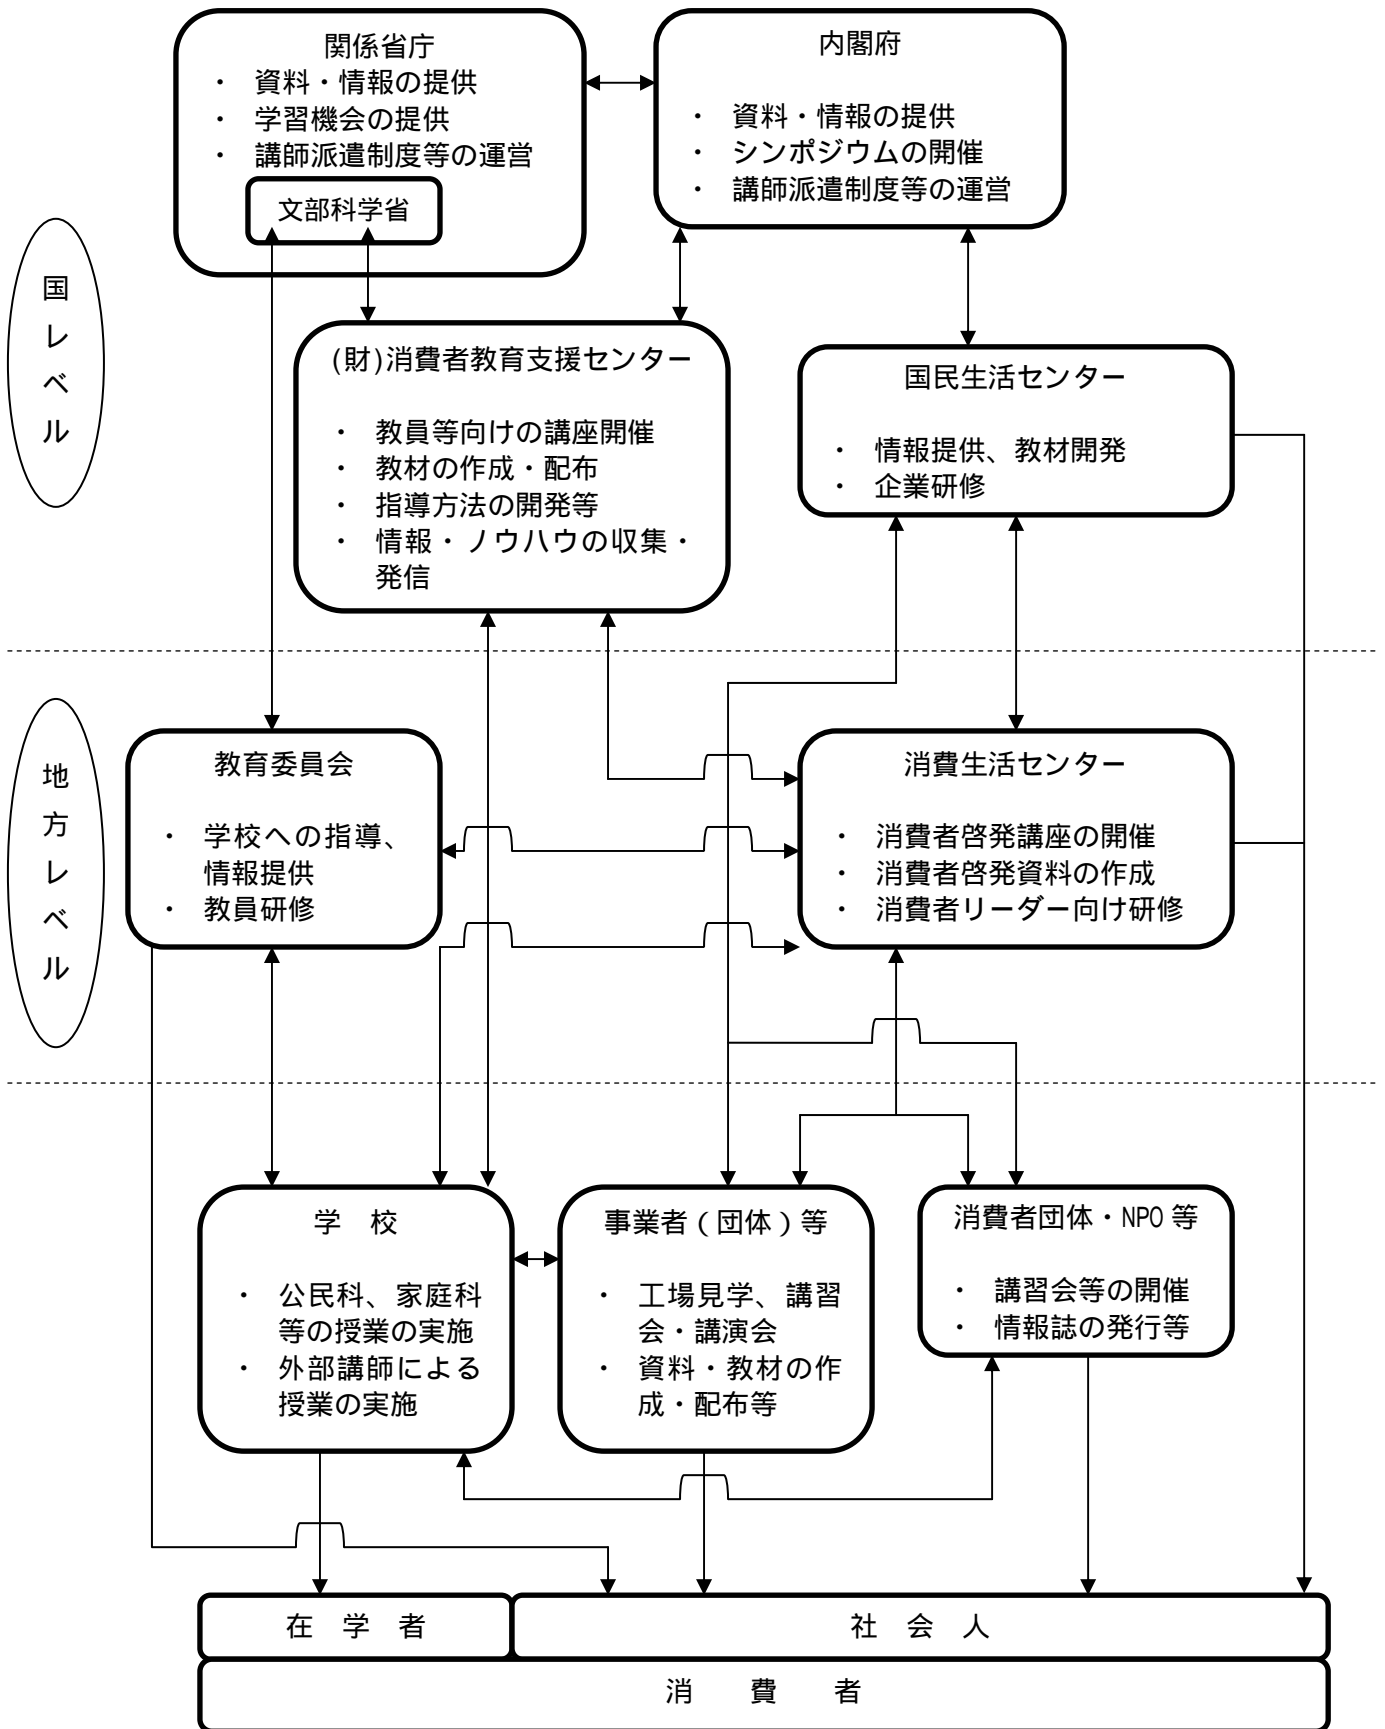 関係省庁
・ 資料・情報の提供
・ 学習機会の提供
・ 講師派遣制度等の運営
文部科学省
内閣府
・ 資料・情報の提供
・ シンポジウムの開催
・ 講師派遣制度等の運営
国レベル
(財)消費者教育支援センター
・ 教員等向けの講座開催
・ 教材の作成・配布
・ 指導方法の開発等
・ 情報・ノウハウの収集・
発信
国民生活センター
・ 情報提供、教材開発
・ 企業研修
地方レベル
教育委員会
・ 学校への指導、
情報提供
・ 教員研修
消費生活センター
・ 消費者啓発講座の開催
・ 消費者啓発資料の作成
・ 消費者リーダー向け研修
学 校
・ 公民科、家庭科
等の授業の実施
・ 外部講師による
授業の実施
事業者(団体)等
・ 工場見学、講習
会・講演会
・ 資料・教材の作
成・配布等
消費者団体・NPO 等
・ 講習会等の開催
・ 情報誌の発行等
在 学 者
社 会 人
消 費 者